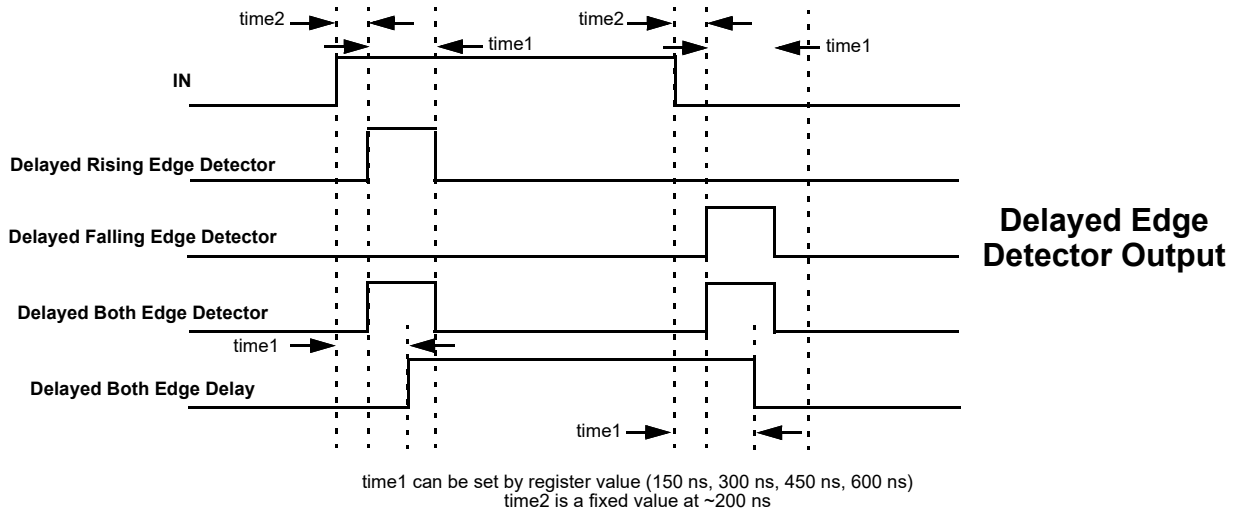 time2
time2
time1
time1
IN
Delayed Rising Edge Detector
Delayed Falling Edge Detector
Delayed Edge
Detector Output
Delayed Both Edge Detector
time1
Delayed Both Edge Delay
time1
time1 can be set by register value (150 ns, 300 ns, 450 ns, 600 ns)
time2 is a fixed value at ~200 ns